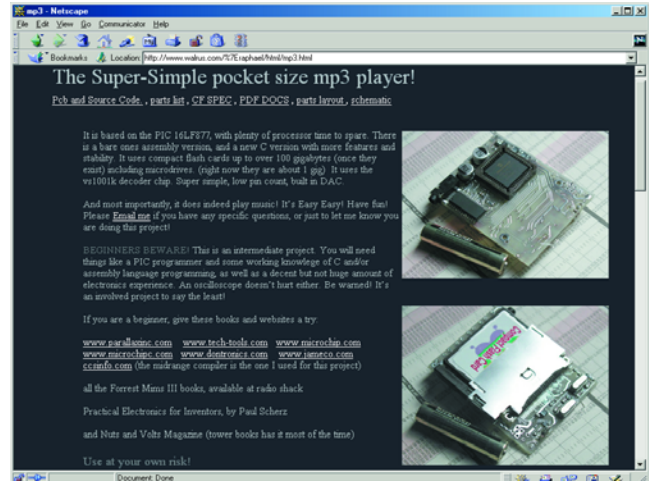 mp3 - Netscape
File Edit View Go Communicator Help
Bookmarks Location: http://www.walrus.com/%7Eraphael/html/mp3.html
The Super-Simple pocket size mp3 player!
Pcb and Source Code. , parts list , CF SPEC , PDF DOCS , parts layout , schematic
It is based on the PIC 16LF877, with plenty of processor time to spare. There
is a bare ones assembly version, and a new C version with more features and
stability. It uses compact flash cards up to over 100 gigabytes (once they
exist) including microdrives. (right now they are about 1 gig) It uses the
vs1001k decoder chip. Super simple, low pin count, built in DAC.
And most importantly, it does indeed play music! It's Easy Easy! Have fun!
Please Email me if you have any specific questions, or just to let me know you
are doing this project!
BEGINNERS BEWARE! This is an intermediate project. You will need
things like a PIC programmer and some working knowlege of C and/or
assembly language programming, as well as a decent but not huge amount of
electronics experience. An oscilloscope doesn't hurt either. Be warned! It's
an involved project to say the least!
If you are a beginner, give these books and websites a try:
www.parallaxinc.com www.tech-tools.com www.microchip.com
www.microchipc.com www.dontronics.com www.jameco.com
ccsinfo.com (the midrange compiler is the one I used for this project)
all the Forrest Mims III books, available at radio shack
Practical Electronics for Inventors, by Paul Scherz
and Nuts and Volts Magazine (tower books has it most of the time)
Use at your own risk!
Compact Flash Card
Document: Done